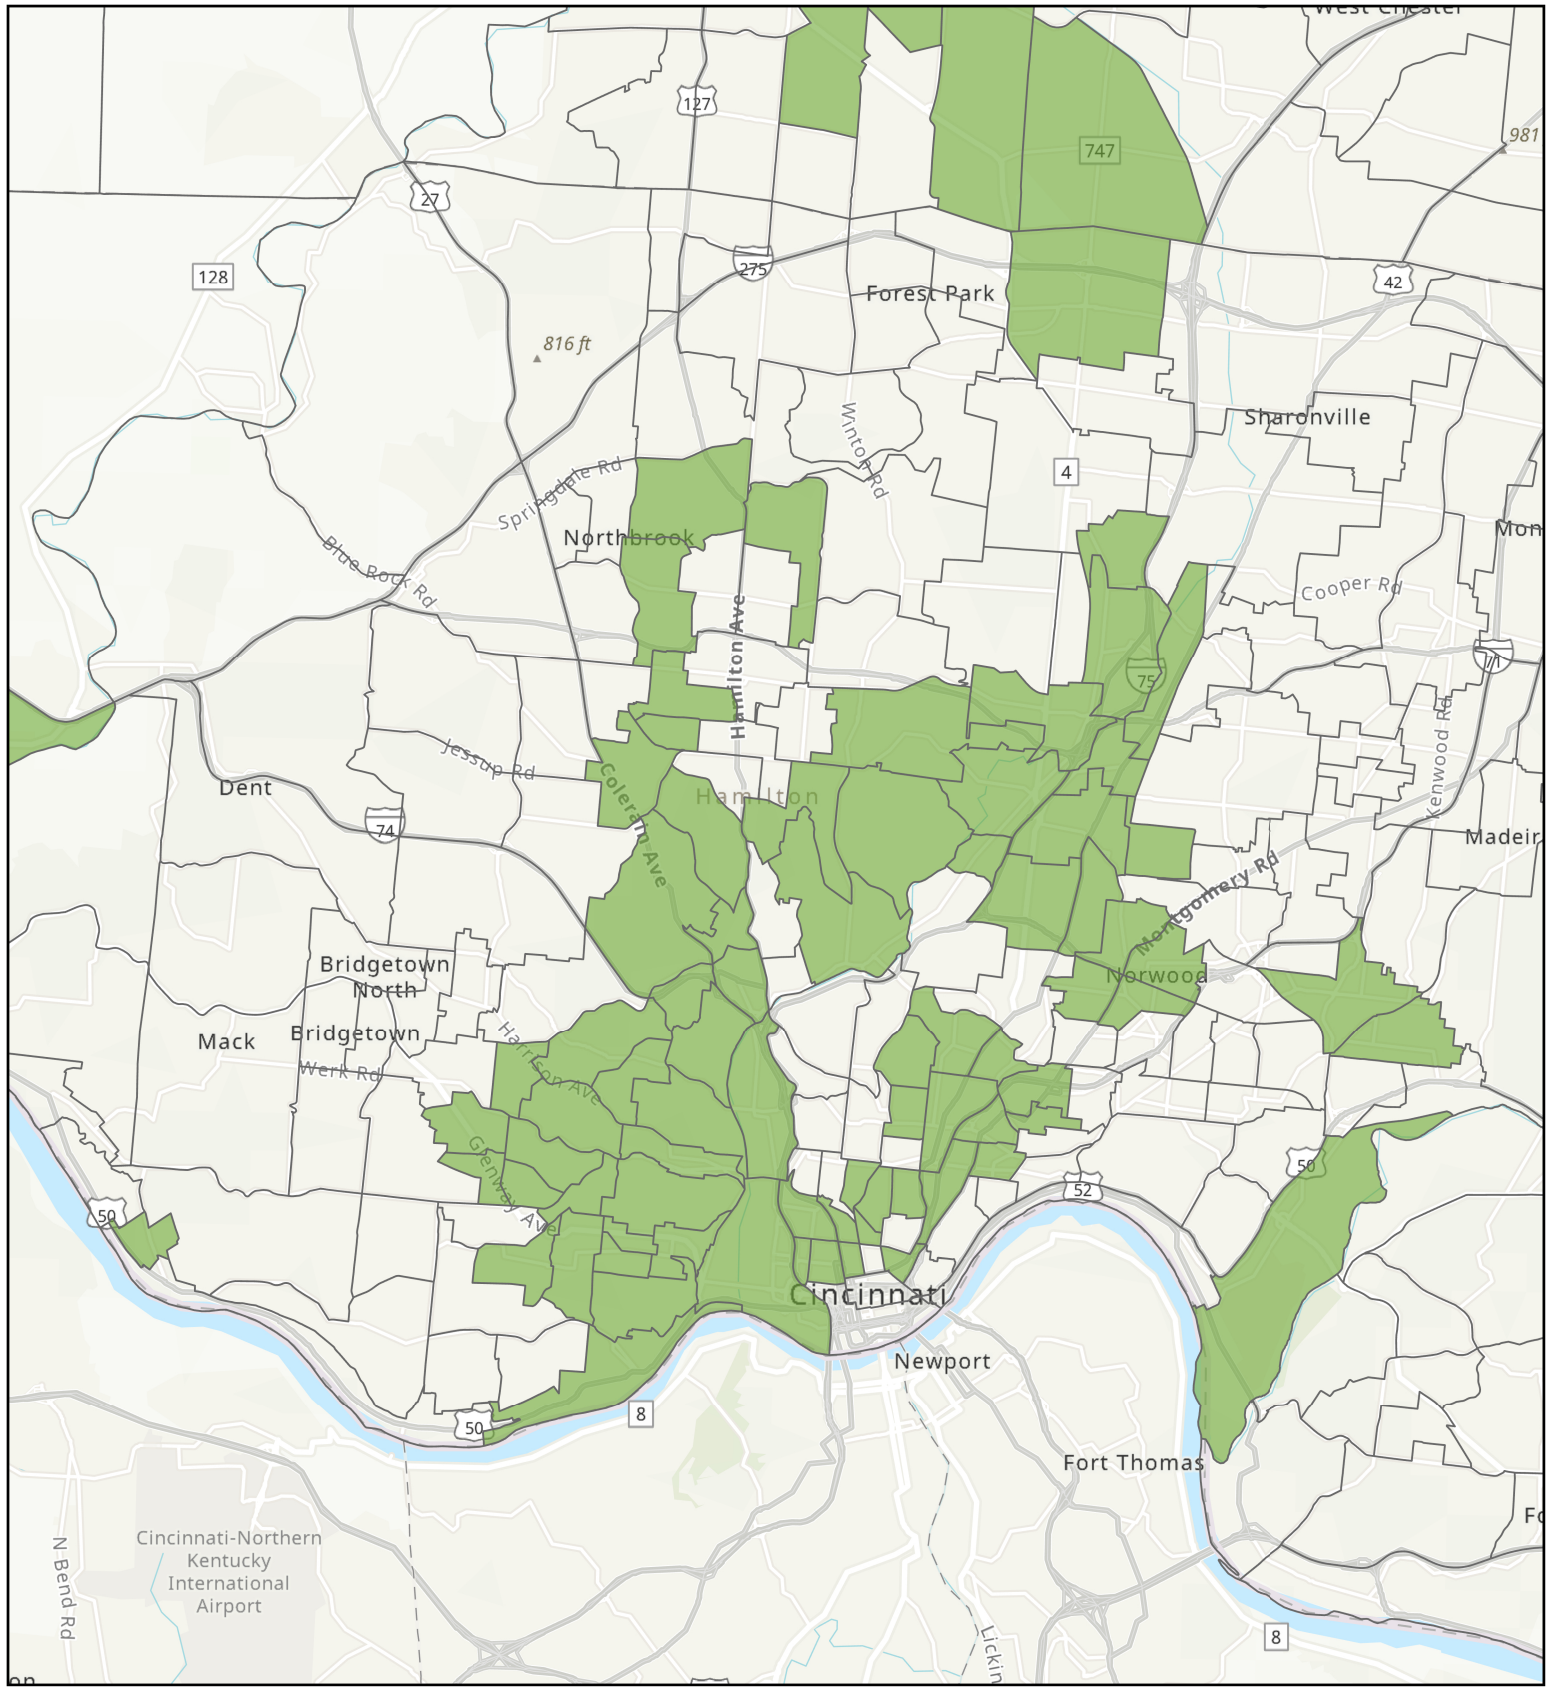 West Chester
127
747
981
27
128
275
42
Forest Park
816 ft
Sharonville
Winton Rd
4
Springdale Rd
Northbrook
Mon
Blue Rock Rd
Cooper Rd
Hamilton Ave
71
75
Kenwood Rd
Jessup Rd
Dent
Colerain Ave
Hamilton
74
Madeir
Montgomery Rd
Bridgetown
North
Norwood
Mack
Bridgetown
Harrison Ave
Werk Rd
Glenway Ave
50
52
50
Cincinnati
Newport
8
50
Fort Thomas
Fo
N Bend Rd
Cincinnati-Northern
Kentucky
International
Airport
8
Lickin
on